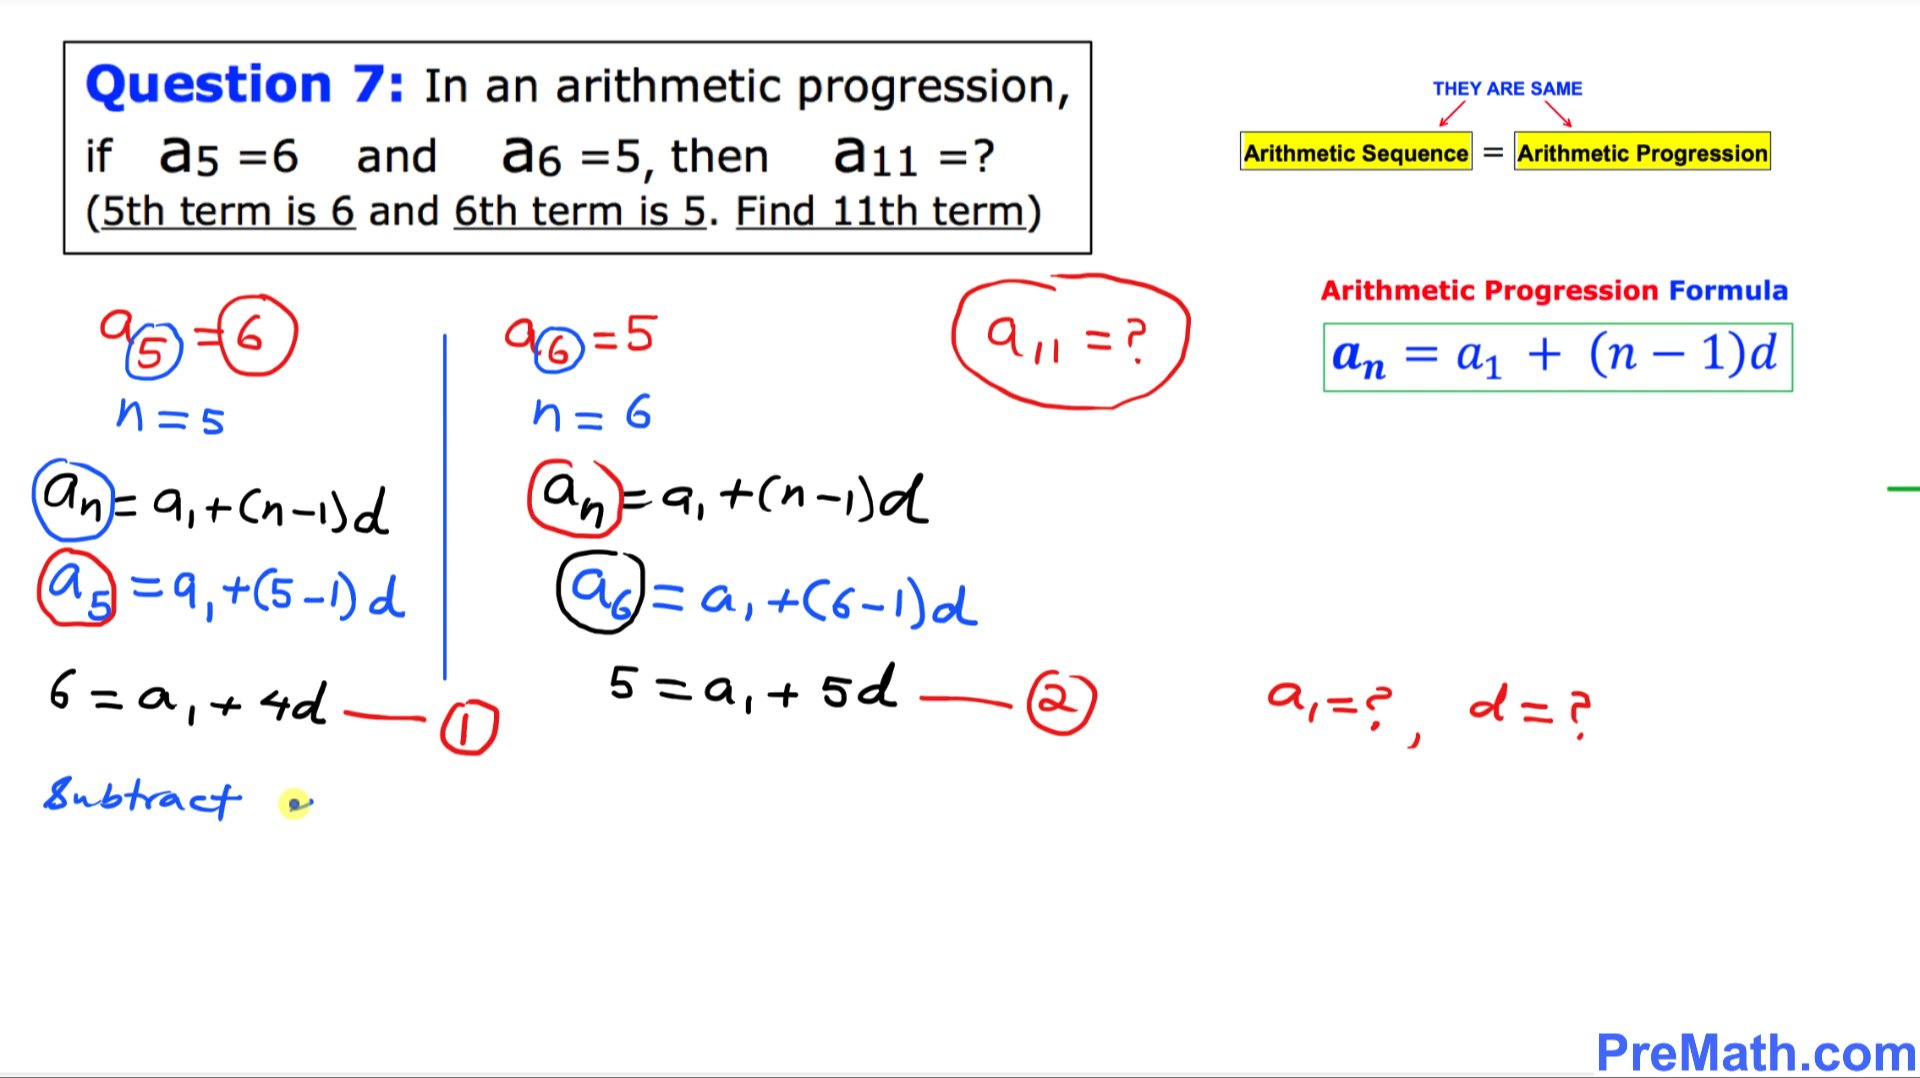 Question 7: In an arithmetic progression,
if a5 =6 and a6 =5, then a11 =?
(5th term is 6 and 6th term is 5. Find 11th term)
THEY ARE SAME
Arithmetic Sequence = Arithmetic Progression
Arithmetic Progression Formula
aₙ = a₁ + (n − 1)d
a₅ = 6
n = 5
aₙ = a₁ + (n−1)d
a₅ = a₁ + (5−1)d
6 = a₁ + 4d — ①
a₆ = 5
n = 6
aₙ = a₁ + (n−1)d
a₆ = a₁ + (6−1)d
5 = a₁ + 5d — ②
a₁₁ = ?
a₁ = ?, d = ?
Subtract
PreMath.com